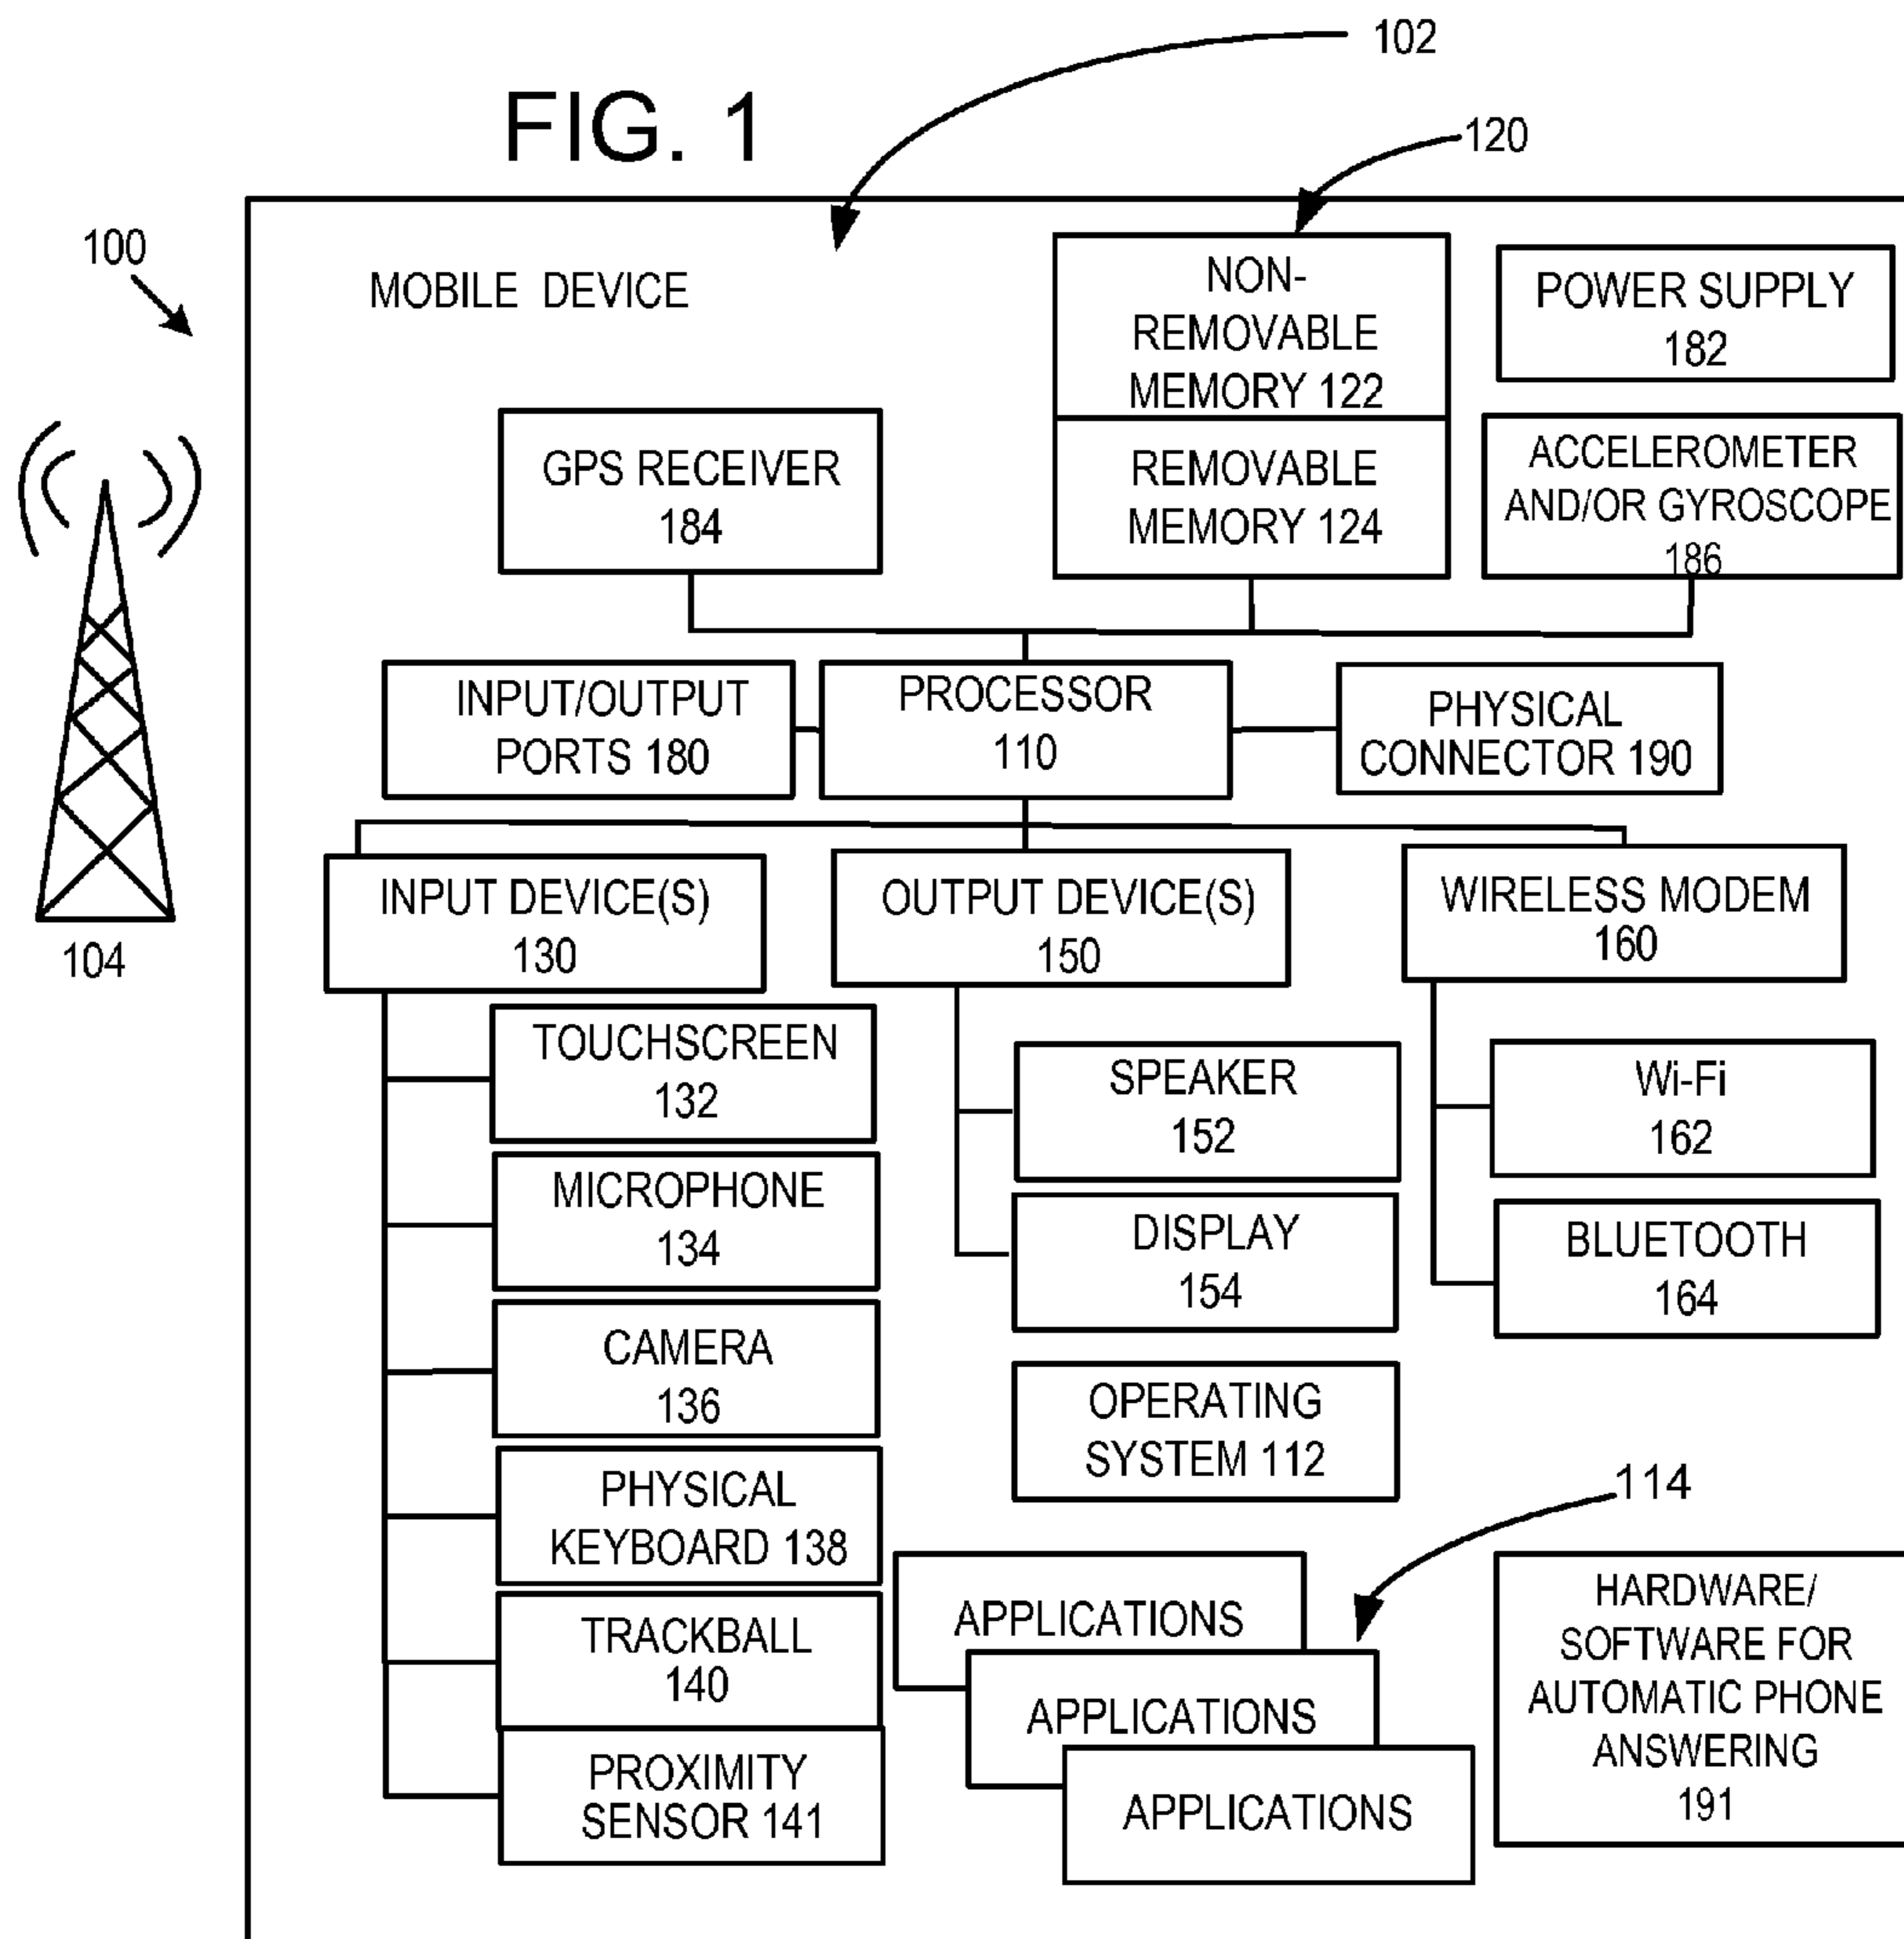 102
FIG. 1
120
100
MOBILE DEVICE
NON-
REMOVABLE
MEMORY 122
POWER SUPPLY
182
GPS RECEIVER
184
REMOVABLE
MEMORY 124
ACCELEROMETER
AND/OR GYROSCOPE
186
INPUT/OUTPUT
PORTS 180
PROCESSOR
110
PHYSICAL
CONNECTOR 190
104
INPUT DEVICE(S)
130
OUTPUT DEVICE(S)
150
WIRELESS MODEM
160
TOUCHSCREEN
132
MICROPHONE
134
CAMERA
136
PHYSICAL
KEYBOARD 138
TRACKBALL
140
PROXIMITY
SENSOR 141
SPEAKER
152
DISPLAY
154
Wi-Fi
162
BLUETOOTH
164
OPERATING
SYSTEM 112
114
APPLICATIONS
APPLICATIONS
APPLICATIONS
HARDWARE/
SOFTWARE FOR
AUTOMATIC PHONE
ANSWERING
191